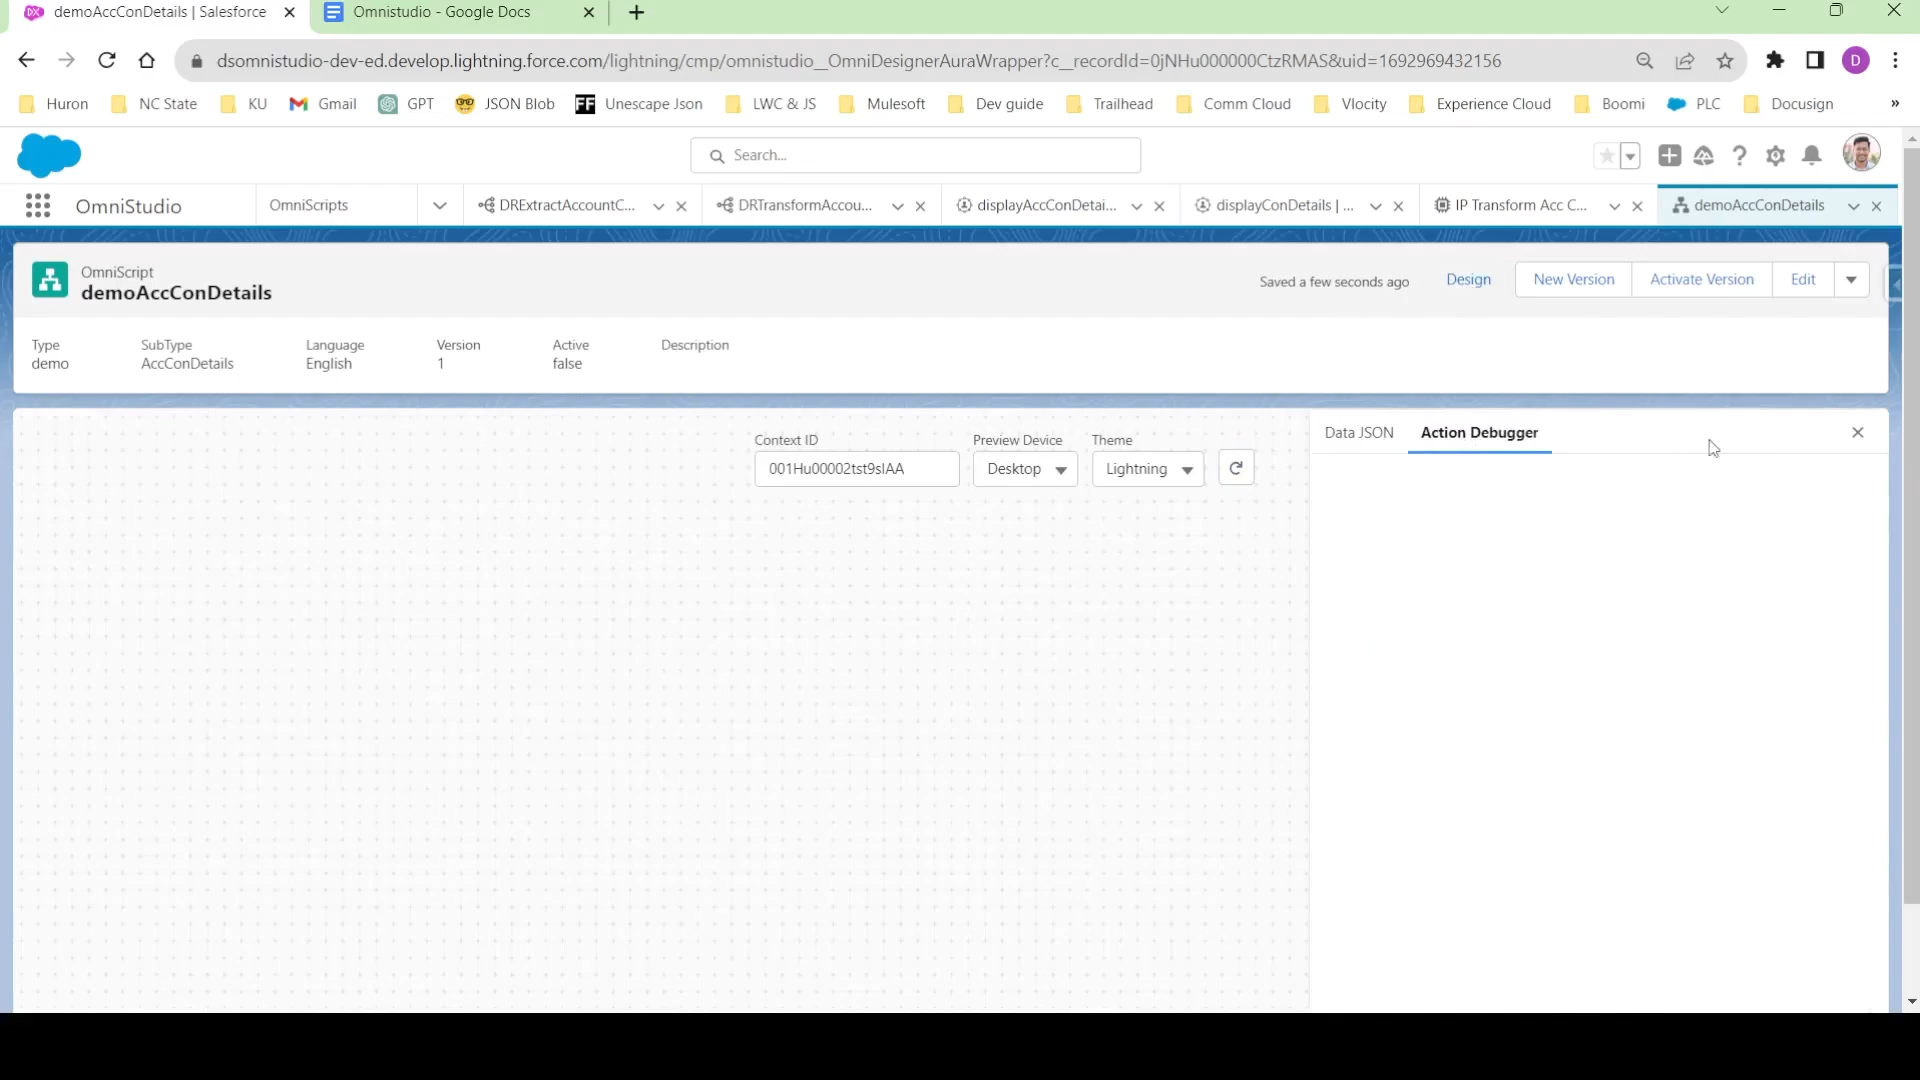 demoAccConDetails | Salesforce
Omnistudio - Google Docs
dsomnistudio-dev-ed.develop.lightning.force.com/lightning/cmp/omnistudio__OmniDesignerAuraWrapper?c__recordId=0jNHu000000CtzRMAS&uid=1692969432156
D
Huron NC State KU Gmail GPT JSON Blob FF Unescape Json LWC & JS Mulesoft Dev guide Trailhead Comm Cloud Vlocity Experience Cloud Boomi PLC Docusign »
Search...
OmniStudio OmniScripts DRExtractAccountC... DRTransformAccou... displayAccConDetai... displayConDetails | ... IP Transform Acc C... demoAccConDetails
OmniScript
demoAccConDetails
Saved a few seconds ago Design New Version Activate Version Edit
Type SubType Language Version Active Description
demo AccConDetails English 1 false
Context ID Preview Device Theme
001Hu00002tst9sIAA Desktop Lightning
Data JSON Action Debugger